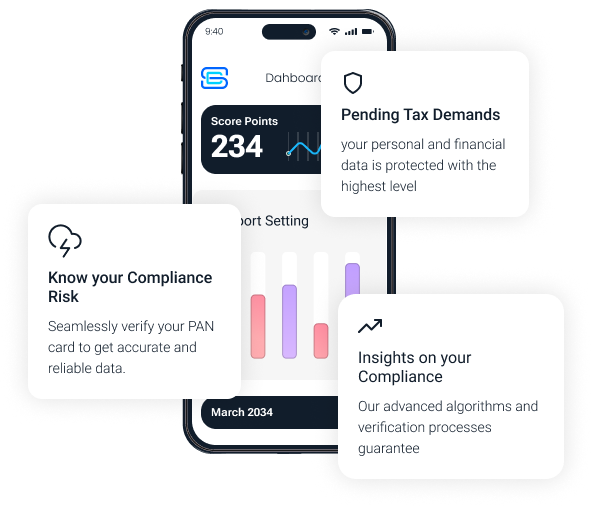 9:40
Dahboard
Score Points
234
Pending Tax Demands
your personal and financial
data is protected with the
highest level
port Setting
Know your Compliance
Risk
Seamlessly verify your PAN
card to get accurate and
reliable data.
Insights on your
Compliance
Our advanced algorithms and
verification processes
guarantee
March 2034